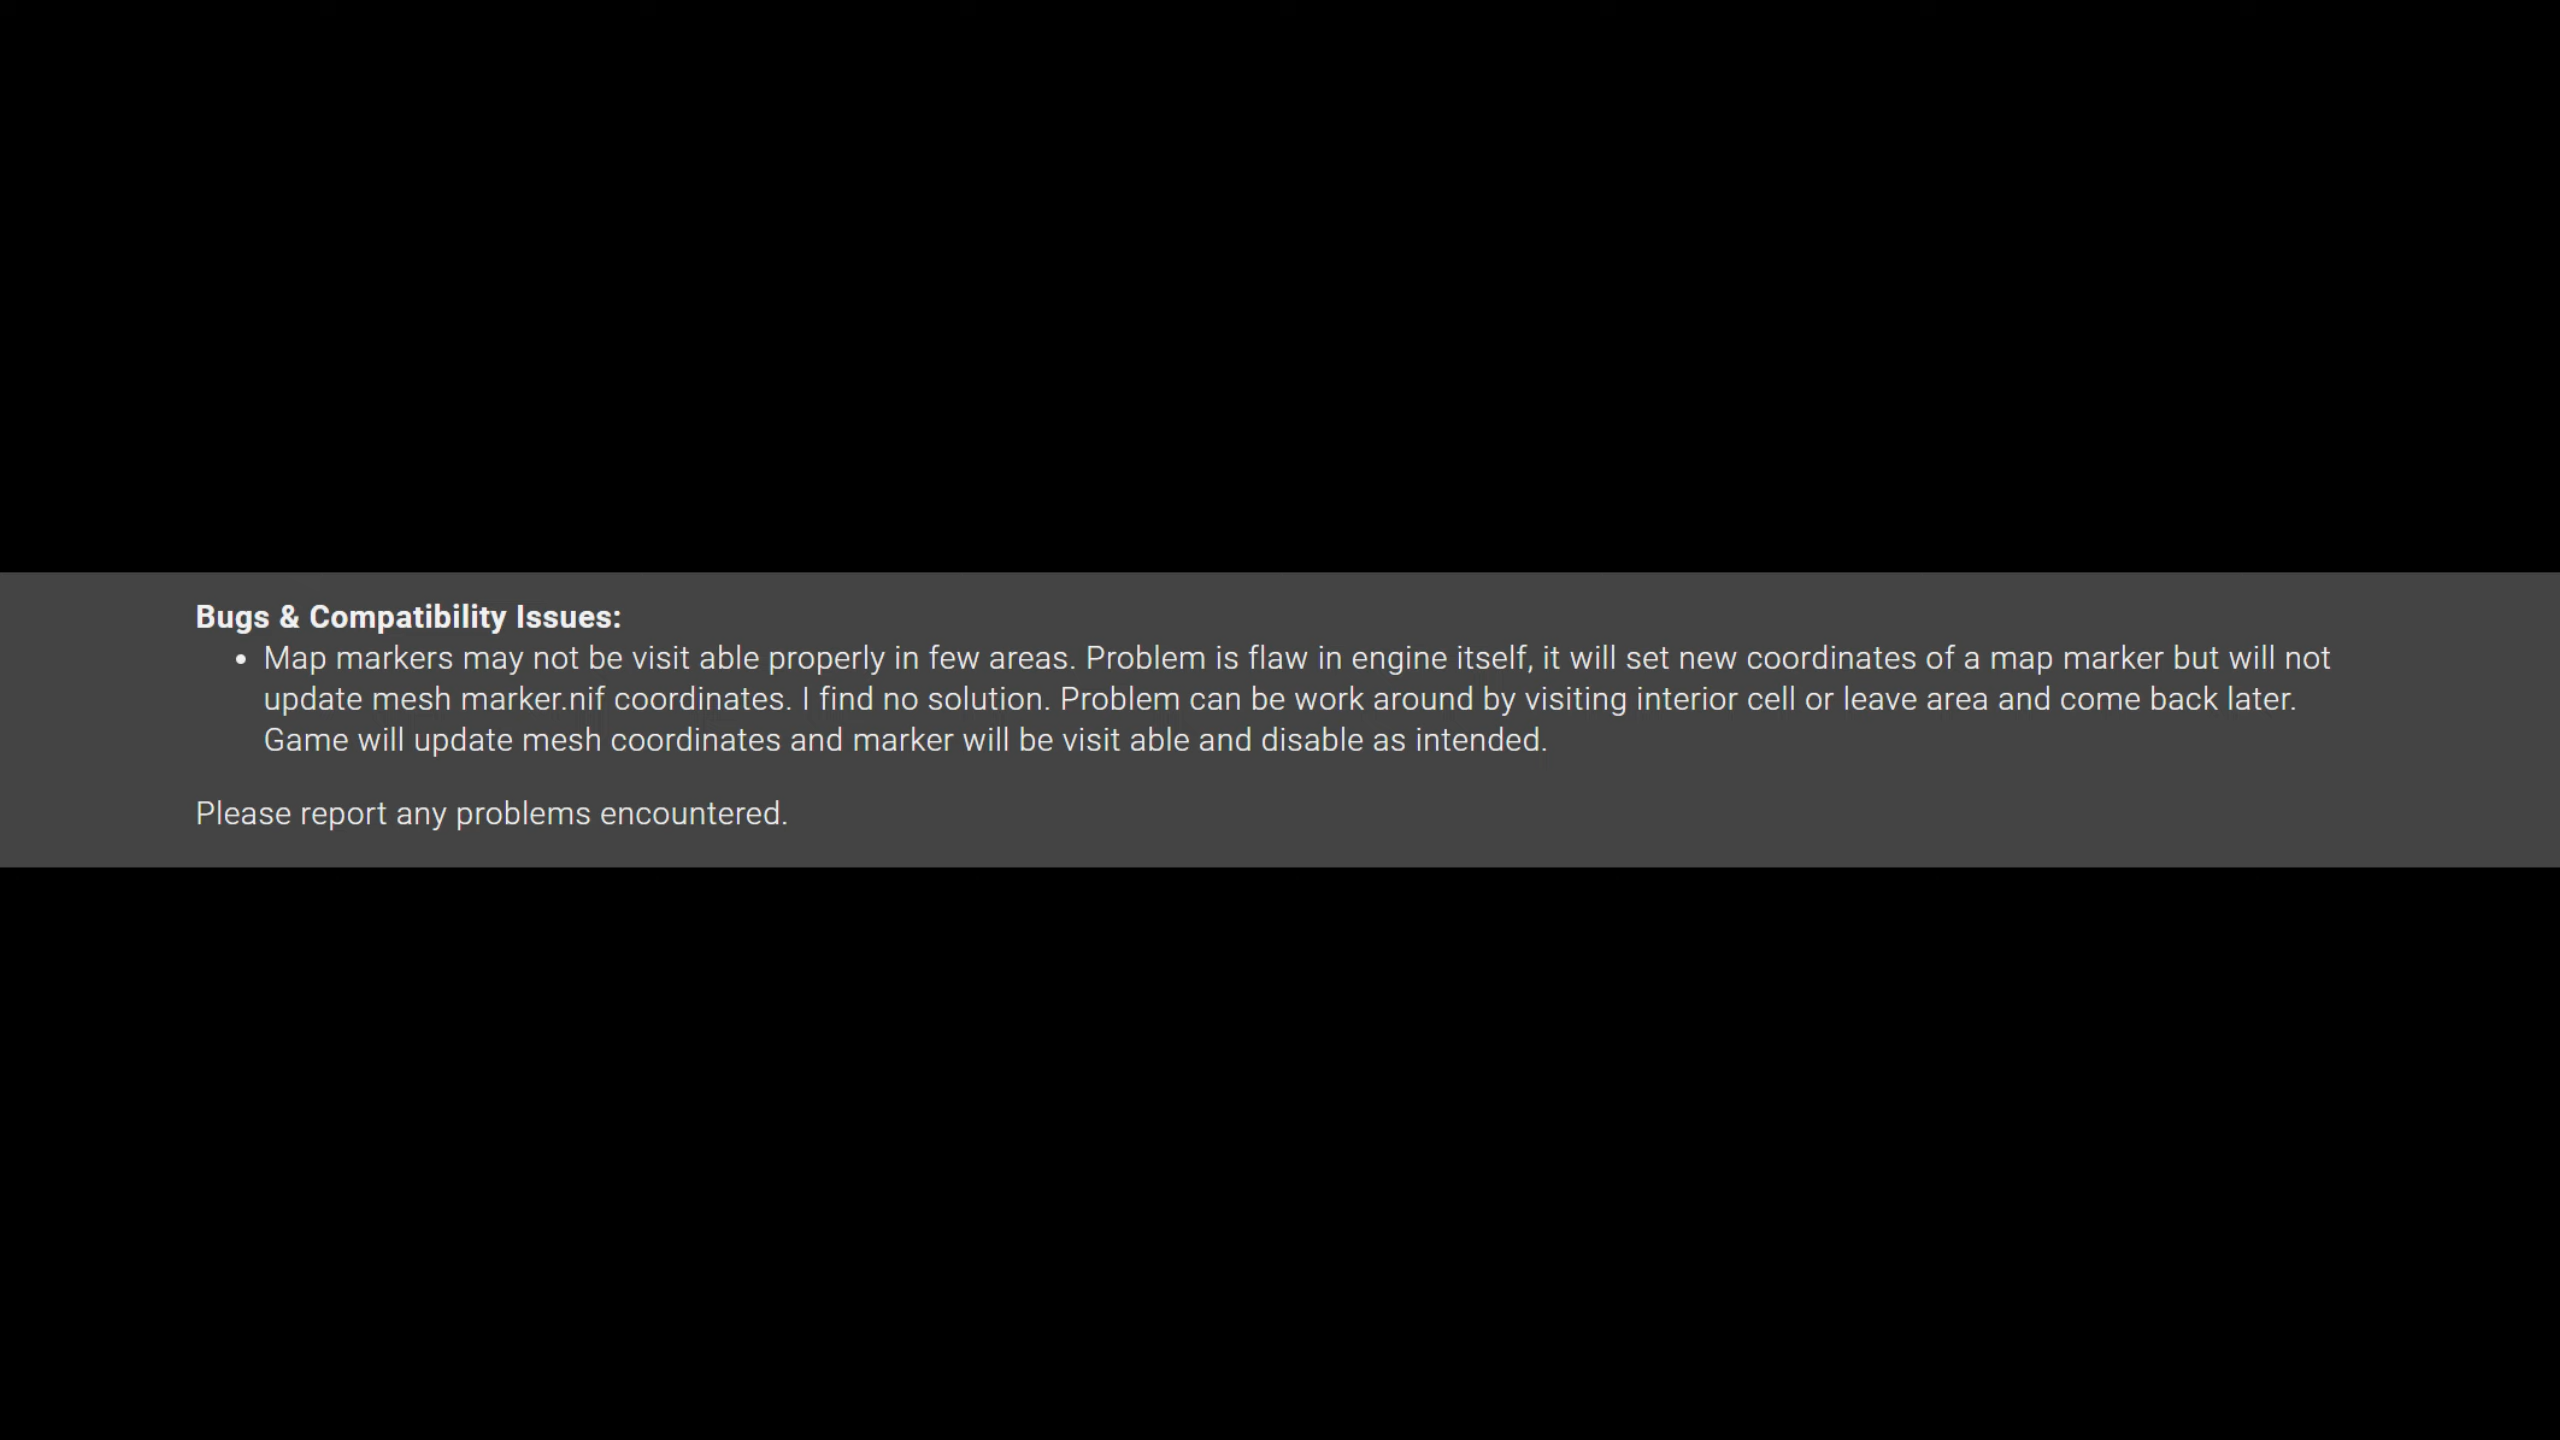 Bugs & Compatibility Issues:
• Map markers may not be visit able properly in few areas. Problem is flaw in engine itself, it will set new coordinates of a map marker but will not
update mesh marker.nif coordinates. I find no solution. Problem can be work around by visiting interior cell or leave area and come back later.
Game will update mesh coordinates and marker will be visit able and disable as intended.
Please report any problems encountered.